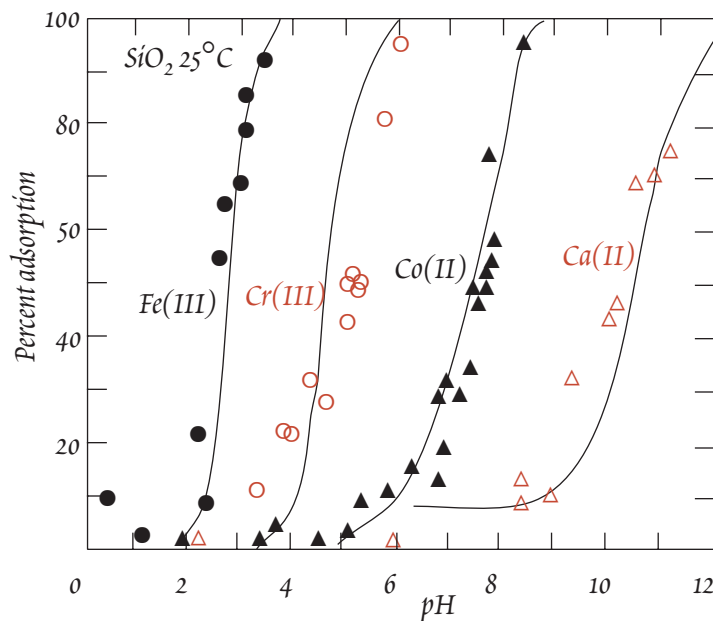 100
SiO2 25°C
80
Percent adsorption
50
Co(II)
Ca(II)
Fe(III)
Cr(III)
40
20
0
2
4
6
8
10
12
pH